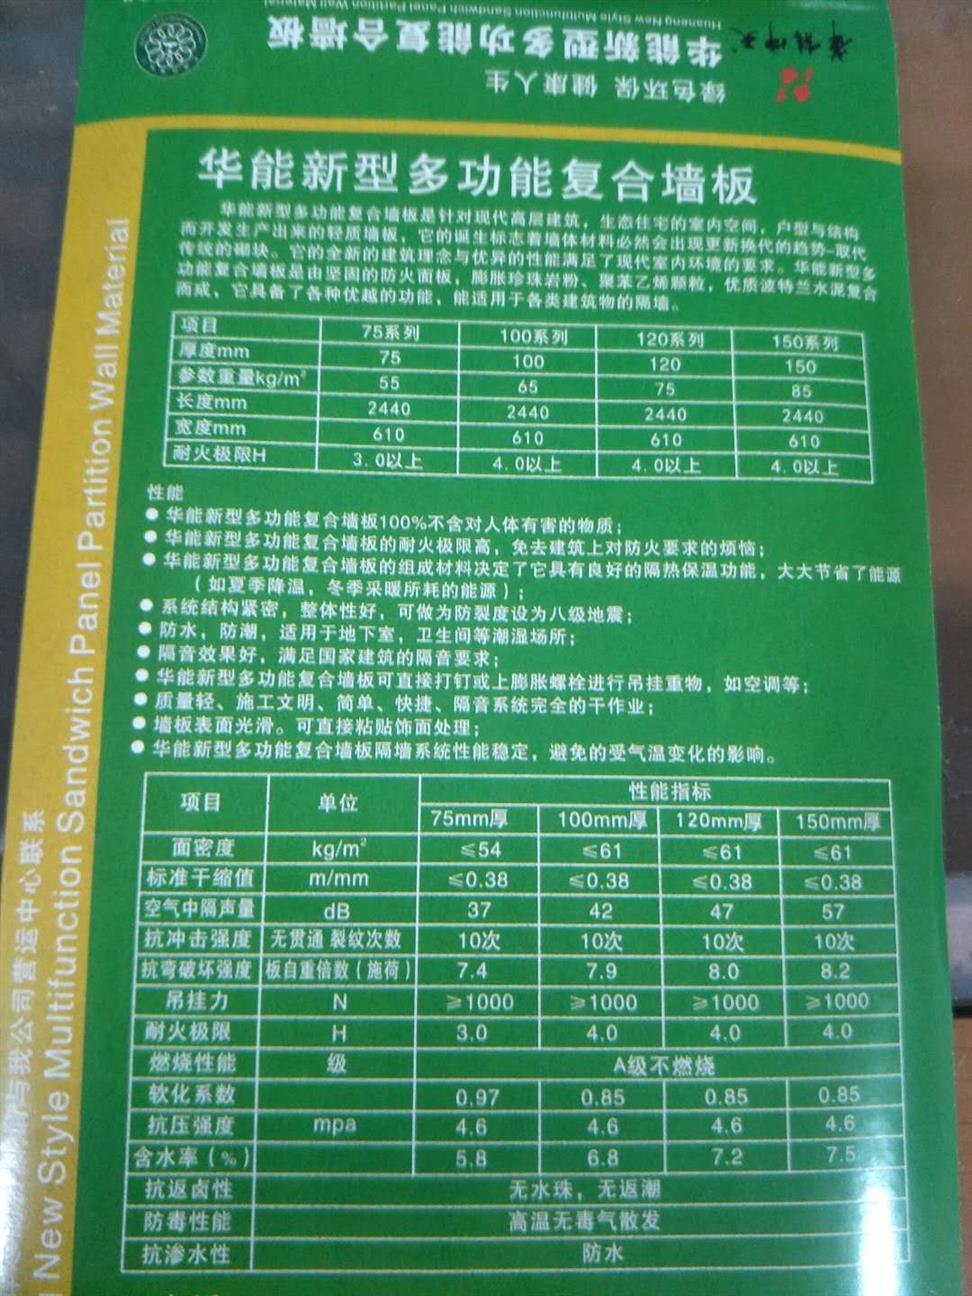 Huaneng New Style Multifunction Sandwich Panel Partition Wall Material
华能新型多功能复合墙板
绿色环保 健康人生
华能新型多功能复合墙板
华能新型多功能复合墙板是针对现代高层建筑，生态住宅的室内空间，户型与结构
而开发生产出来的轻质墙板，它的诞生标志着墙体材料必然会出现更新换代的趋势-取代
传统的砌块。它的全新的建筑理念与优异的性能满足了现代室内环境的要求。华能新型多
功能复合墙板是由坚固的防火面板，膨胀珍珠岩粉、聚苯乙烯颗粒，优质波特兰水泥复合
而成，它具备了各种优越的功能，能适用于各类建筑物的隔墙。
项目 75系列 100系列 120系列 150系列
厚度mm 75 100 120 150
参数重量kg/m² 55 65 75 85
长度mm 2440 2440 2440 2440
宽度mm 610 610 610 610
耐火极限H 3.0以上 4.0以上 4.0以上 4.0以上
性能
● 华能新型多功能复合墙板100%不含对人体有害的物质；
● 华能新型多功能复合墙板的耐火极限高，免去建筑上对防火要求的烦恼；
● 华能新型多功能复合墙板的组成材料决定了它具有良好的隔热保温功能，大大节省了能源
（如夏季降温，冬季采暖所耗的能源）；
● 系统结构紧密，整体性好，可做为防裂度设为八级地震；
● 防水，防潮，适用于地下室，卫生间等潮湿场所；
● 隔音效果好，满足国家建筑的隔音要求；
● 华能新型多功能复合墙板可直接打钉或上膨胀螺栓进行吊挂重物，如空调等；
● 质量轻、施工文明、简单、快捷、隔音系统完全的干作业；
● 墙板表面光滑。可直接粘贴饰面处理；
● 华能新型多功能复合墙板隔墙系统性能稳定，避免的受气温变化的影响。
项目 单位 性能指标
75mm厚 100mm厚 120mm厚 150mm厚
面密度 kg/m² ≤54 ≤61 ≤61 ≤61
标准干缩值 m/mm ≤0.38 ≤0.38 ≤0.38 ≤0.38
空气中隔声量 dB 37 42 47 57
抗冲击强度 无贯通 裂纹次数 10次 10次 10次 10次
抗弯破坏强度 板自重倍数（施荷） 7.4 7.9 8.0 8.2
吊挂力 N ≥1000 ≥1000 ≥1000 ≥1000
耐火极限 H 3.0 4.0 4.0 4.0
燃烧性能 级 A级不燃烧
软化系数 0.97 0.85 0.85 0.85
抗压强度 mpa 4.6 4.6 4.6 4.6
含水率（%） 5.8 6.8 7.2 7.5
抗返卤性 无水珠，无返潮
防毒性能 高温无毒气散发
抗渗水性 防水
New Style Multifunction Sandwich Panel Partition Wall Material
与我公司营运中心联系